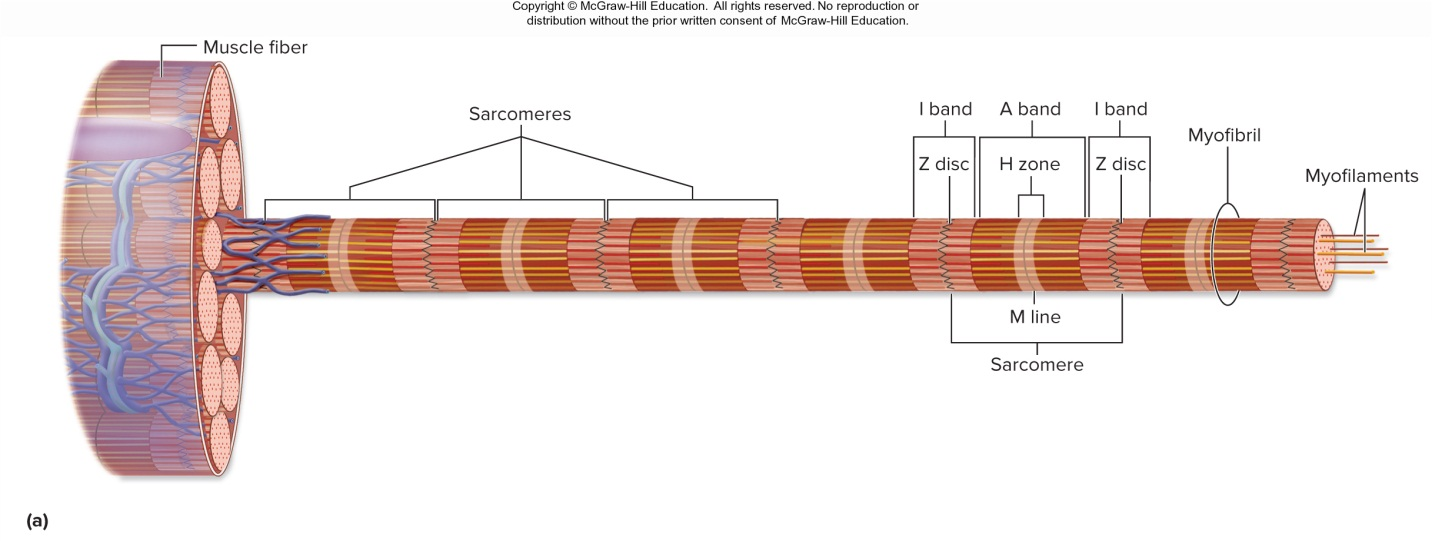 Copyright © McGraw-Hill Education. All rights reserved. No reproduction or
distribution without the prior written consent of McGraw-Hill Education.
Muscle fiber
Sarcomeres
I band
A band
I band
Z disc
H zone
Z disc
Myofibril
Myofilaments
M line
Sarcomere
(a)